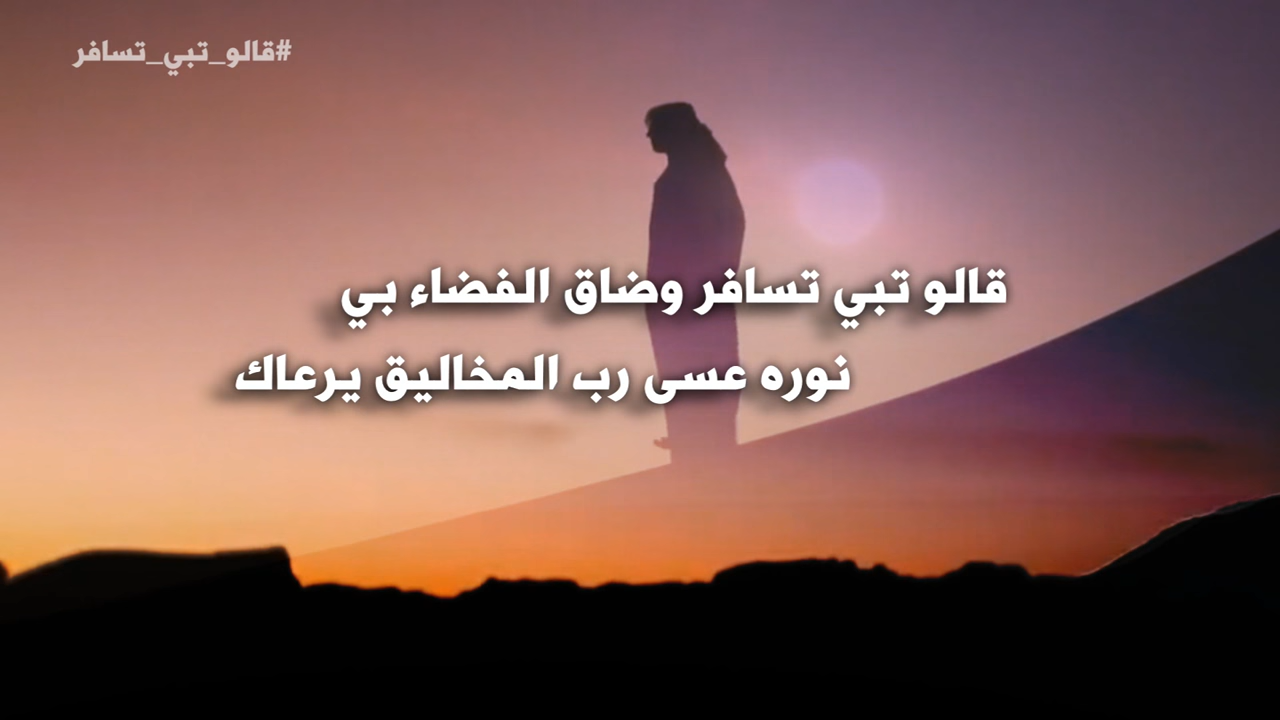 #قالو_تبي_تسافر
قالو تبي تسافر وضاق الفضاء بي
نوره عسى رب المخاليق يرعاك